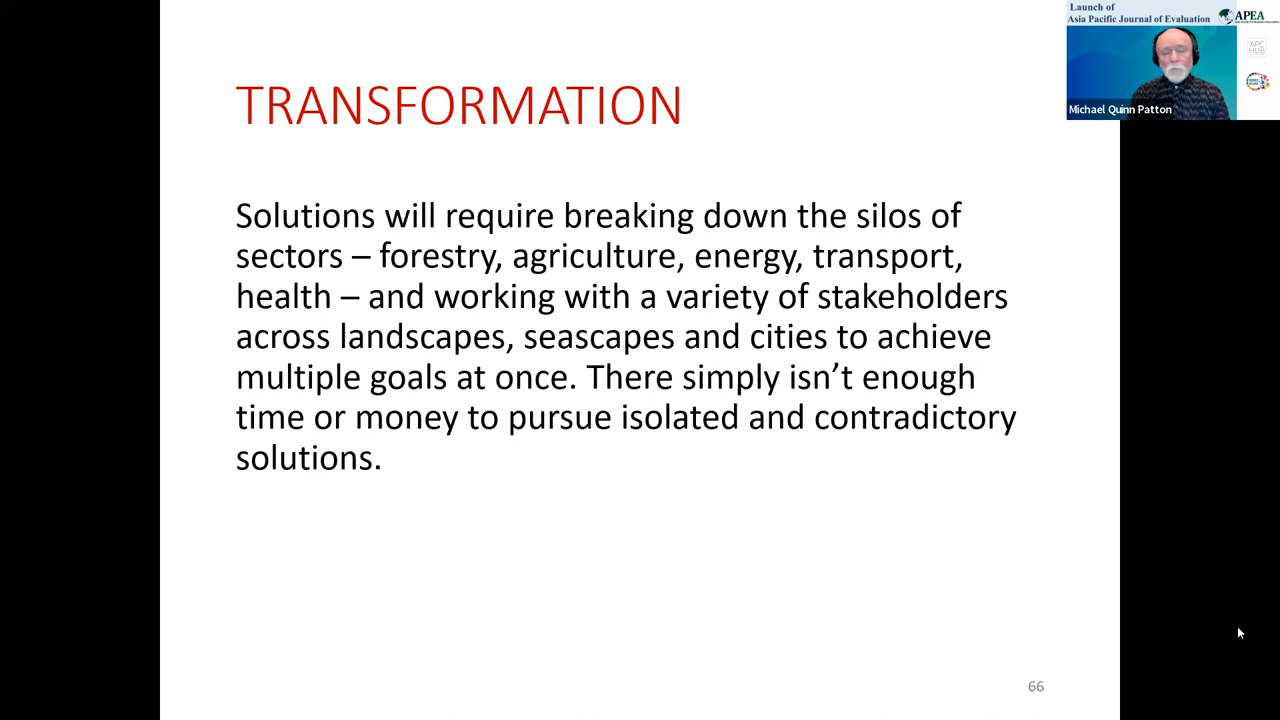 Launch of
Asia Pacific Journal of Evaluation
APEA
APC
HUB
Michael Quinn Patton
TRANSFORMATION
Solutions will require breaking down the silos of
sectors – forestry, agriculture, energy, transport,
health – and working with a variety of stakeholders
across landscapes, seascapes and cities to achieve
multiple goals at once. There simply isn’t enough
time or money to pursue isolated and contradictory
solutions.
66